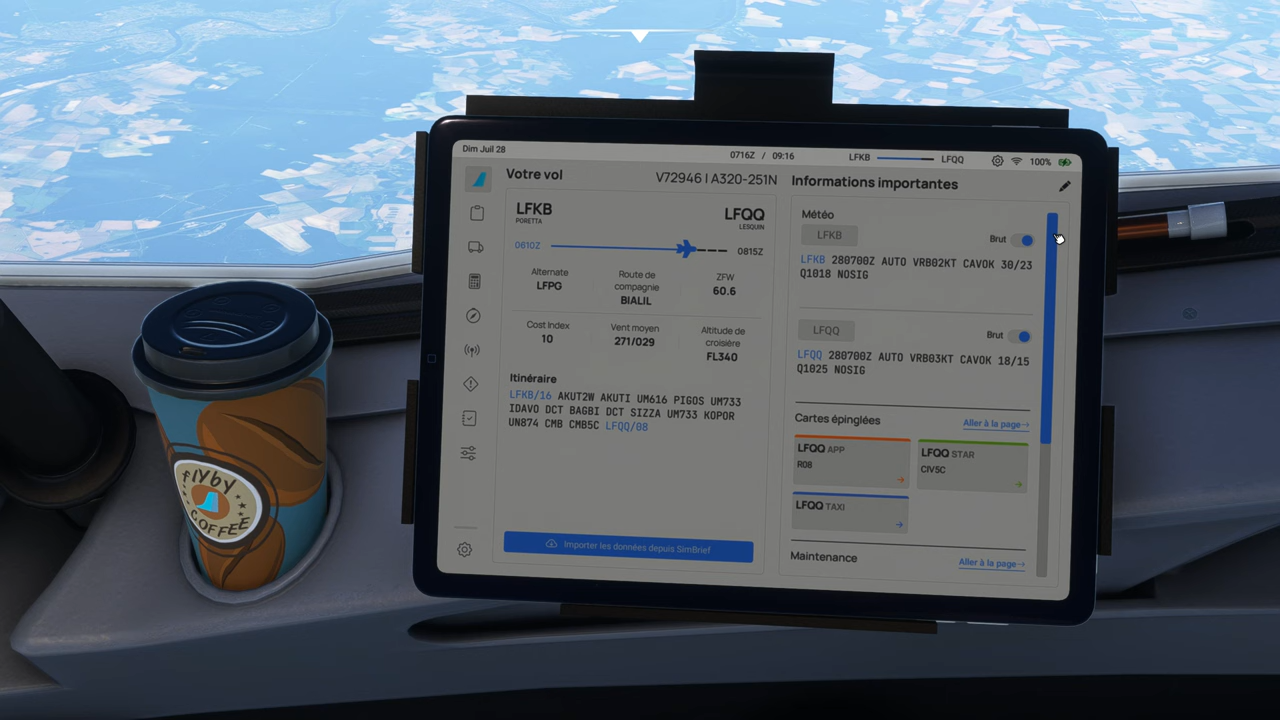 Dim Juil 28
0716Z / 09:16
LFKB LFQQ
100%
Votre vol
V72946 | A320-251N
LFKB
PORETTA
LFQQ
LESQUIN
0610Z
0815Z
Alternate
LFPG
Route de
compagnie
BIALIL
ZFW
60.6
Cost Index
10
Vent moyen
271/029
Altitude de
croisière
FL340
Itinéraire
LFKB/16 AKUT2W AKUTI UM616 PIGOS UM733
IDAVO DCT BAGBI DCT SIZZA UM733 KOPOR
UN874 CMB CMB5C LFQQ/08
Importer les données depuis SimBrief
Informations importantes
Météo
LFKB
Brut
LFKB 280700Z AUTO VRB02KT CAVOK 30/23
Q1018 NOSIG
LFQQ
Brut
LFQQ 280700Z AUTO VRB03KT CAVOK 18/15
Q1025 NOSIG
Cartes épinglées
Aller à la page→
LFQQ APP
R08
→
LFQQ STAR
CIV5C
→
LFQQ TAXI
→
Maintenance
Aller à la page→
flyby
COFFEE